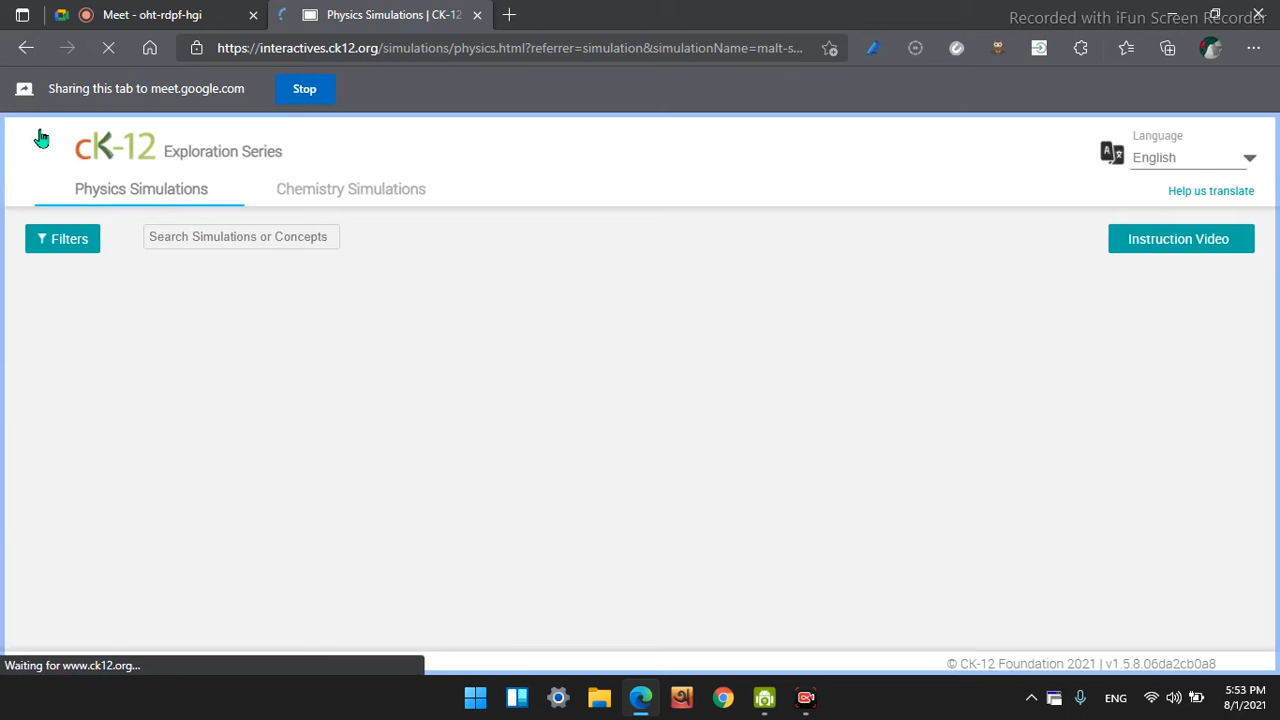 Meet - oht-rdpf-hgi
Physics Simulations | CK-12
Recorded with iFun Screen Recorder
https://interactives.ck12.org/simulations/physics.html?referrer=simulation&simulationName=malt-s...
Sharing this tab to meet.google.com
Stop
cK-12 Exploration Series
Language
English
Physics Simulations
Chemistry Simulations
Help us translate
Filters
Search Simulations or Concepts
Instruction Video
Waiting for www.ck12.org...
© CK-12 Foundation 2021 | v1.5.8.06da2cb0a8
ENG
5:53 PM
8/1/2021